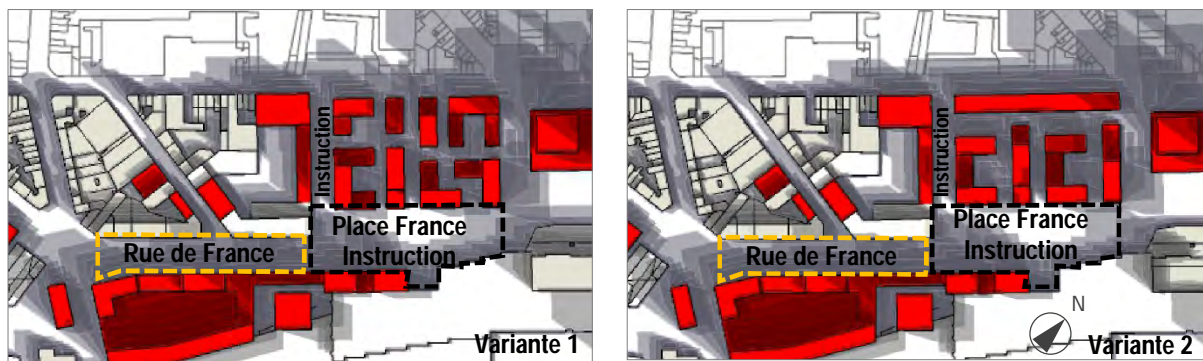 Instruction
Place France
Instruction
Rue de France
Variante 1
Instruction
Place France
Instruction
Rue de France
N
Variante 2